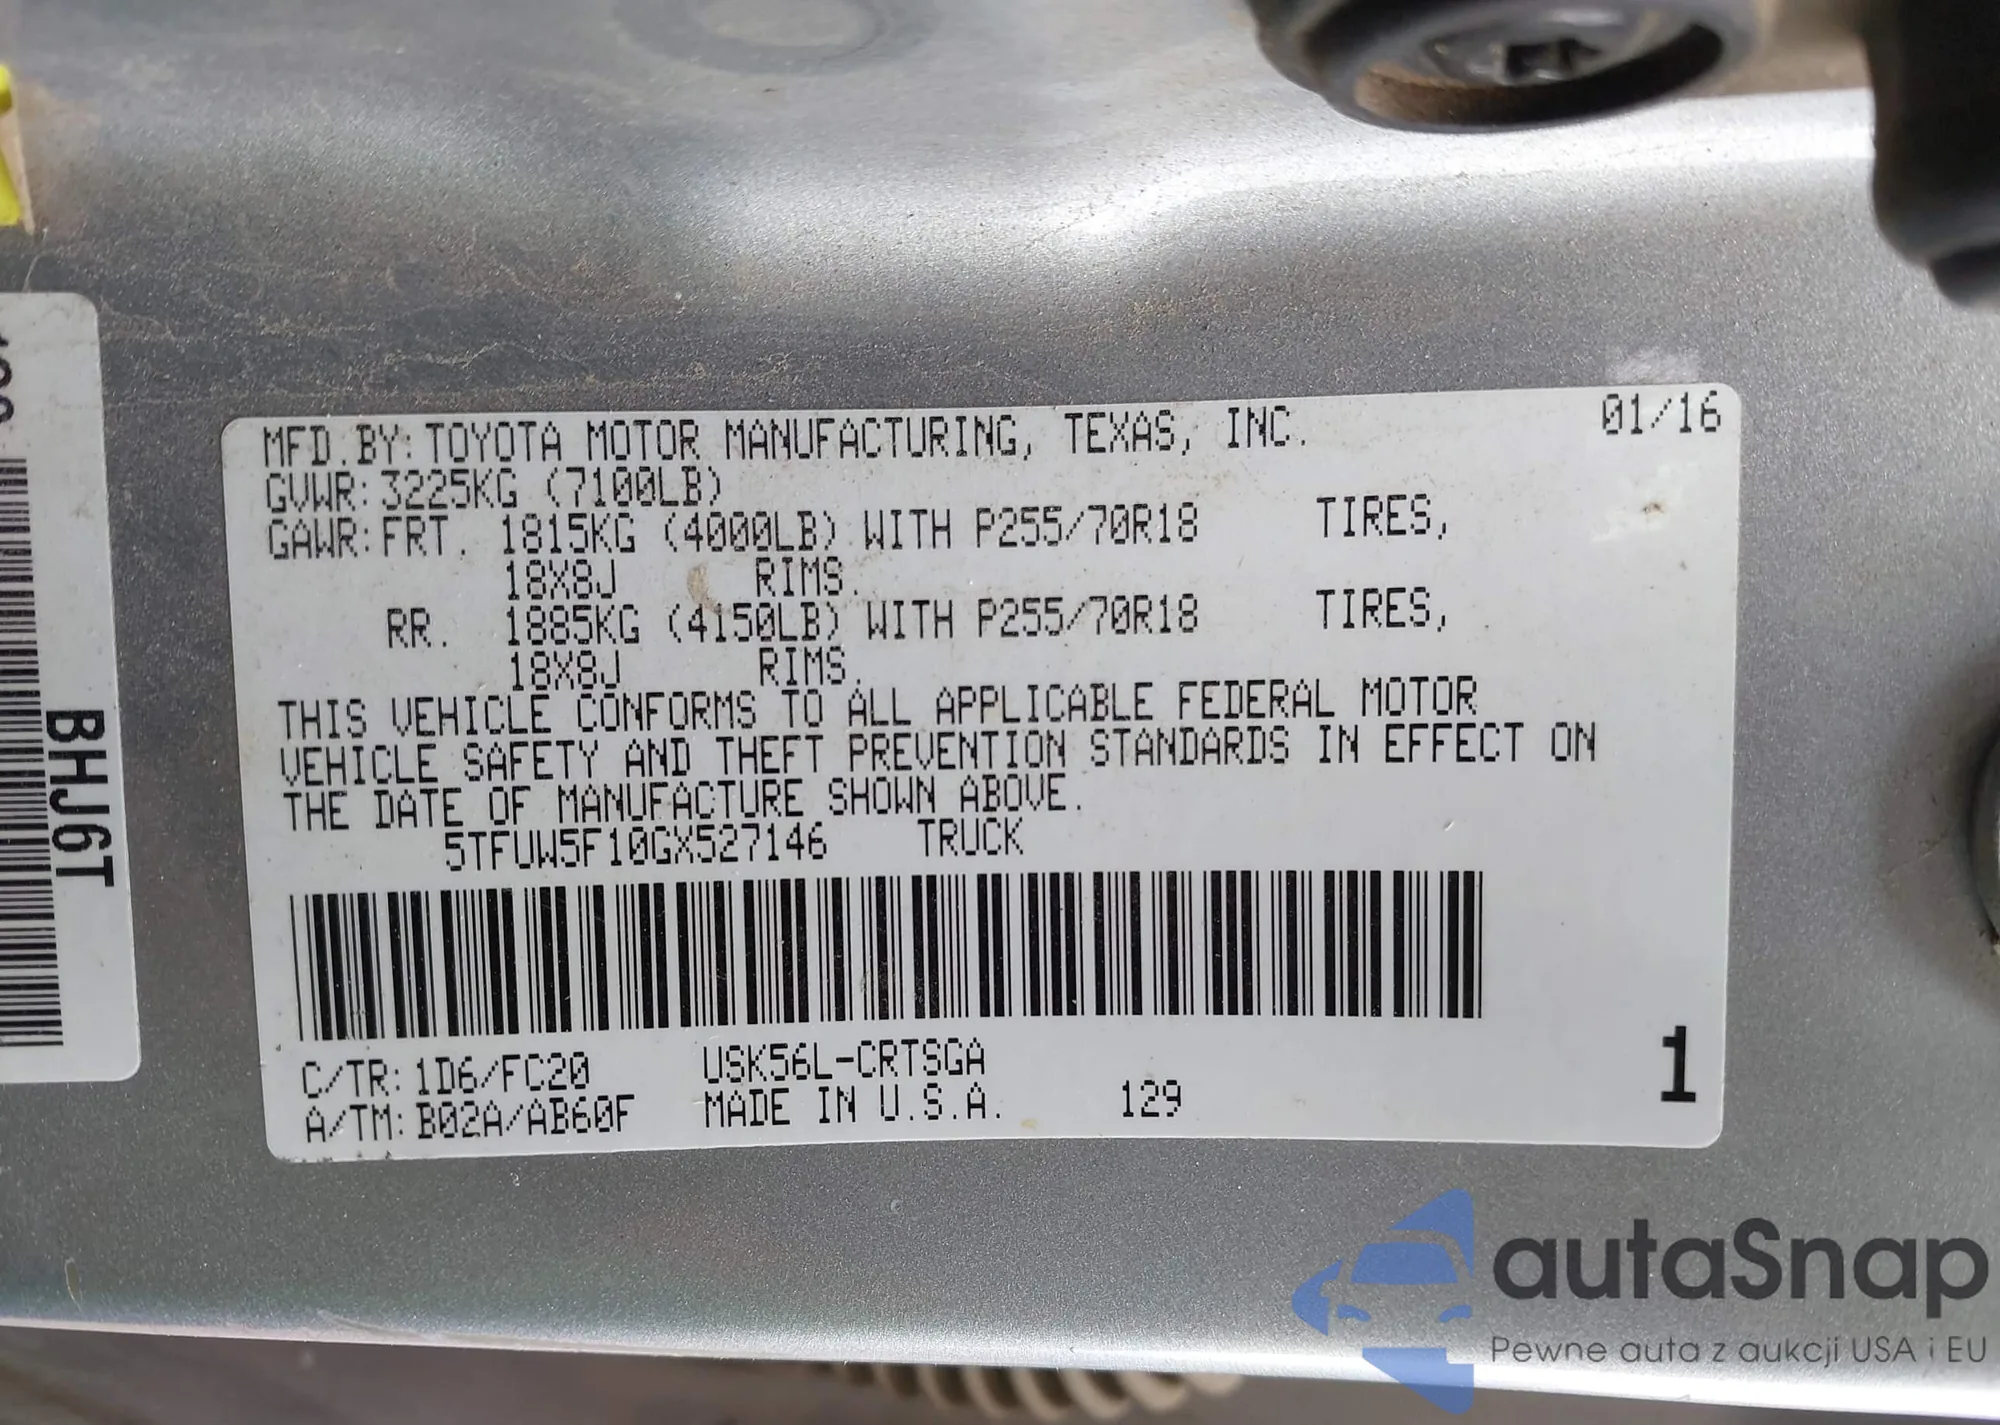 MFD.BY: TOYOTA MOTOR MANUFACTURING, TEXAS, INC. 01/16
GVWR: 3225KG (7100LB)
GAWR: FRT. 1815KG (4000LB) WITH P255/70R18 TIRES,
18X8J RIMS.
RR. 1885KG (4150LB) WITH P255/70R18 TIRES,
18X8J RIMS.
THIS VEHICLE CONFORMS TO ALL APPLICABLE FEDERAL MOTOR
VEHICLE SAFETY AND THEFT PREVENTION STANDARDS IN EFFECT ON
THE DATE OF MANUFACTURE SHOWN ABOVE.
5TFUW5F10GX527146 TRUCK
C/TR: 1D6/FC20 USK56L-CRTSGA
A/TM: B02A/AB60F MADE IN U.S.A. 129
1
BHJ6T
autaSnap
Pewne auta z aukcji USA i EU